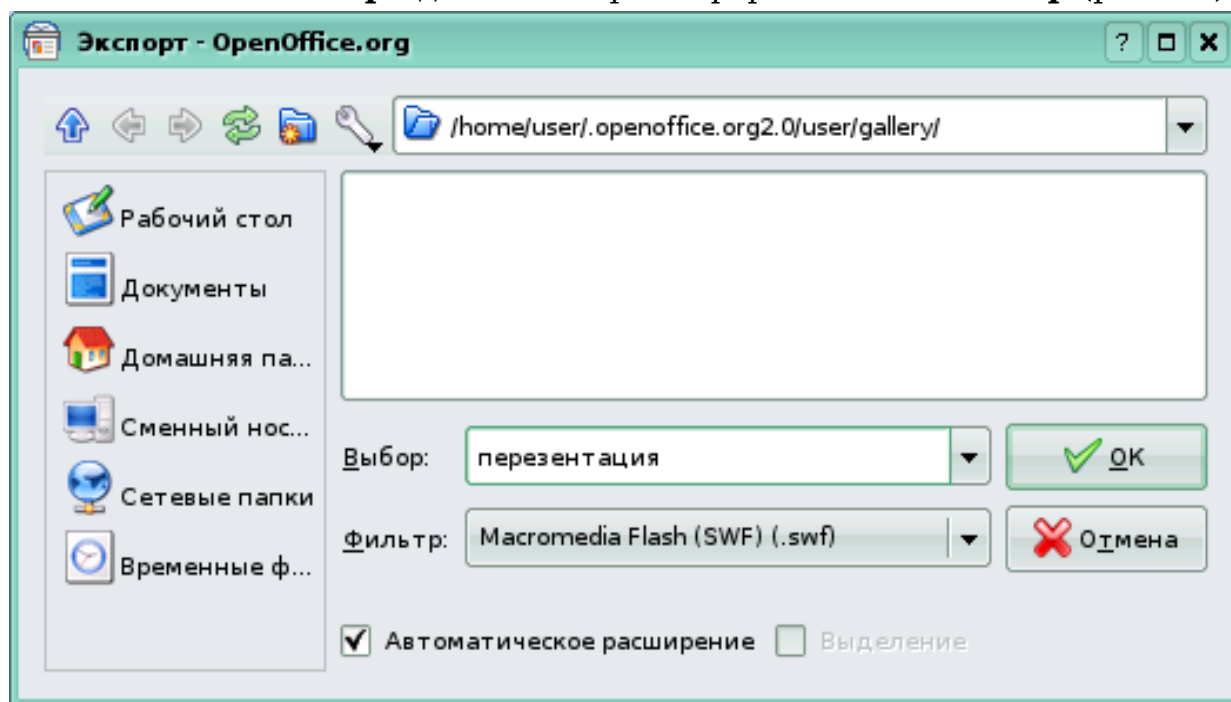 Экспорт - OpenOffice.org
?
/home/user/.openoffice.org2.0/user/gallery/
Рабочий стол
Документы
Домашняя па...
Сменный нос...
Сетевые папки
Временные ф...
Выбор: перезентация
OK
Фильтр: Macromedia Flash (SWF) (.swf)
Отмена
Автоматическое расширение
Выделение